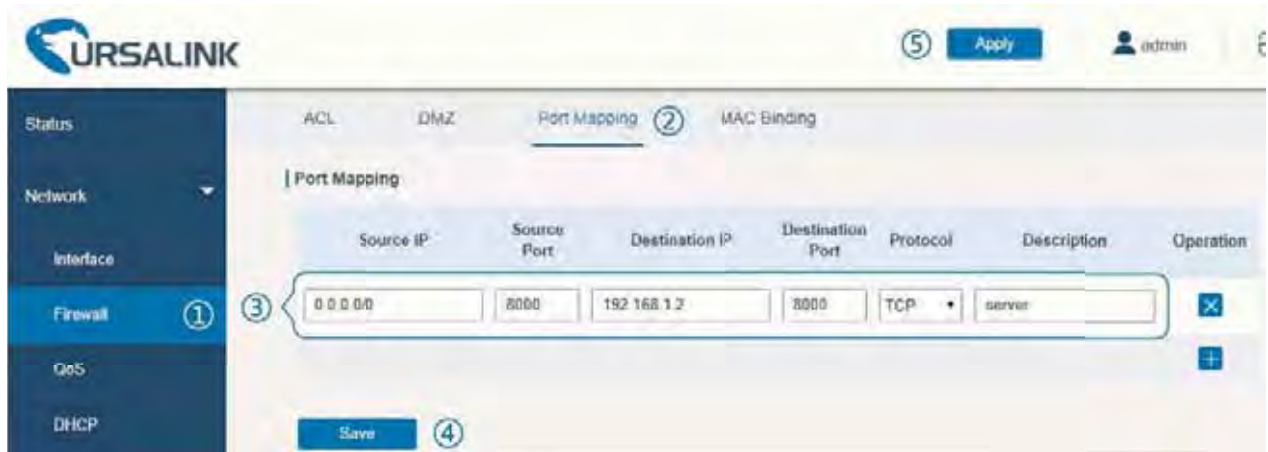 URSALINK
⑤ Apply admin
Status
ACL DMZ Port Mapping ② MAC Binding
Port Mapping
Network
Source IP Source Port Destination IP Destination Port Protocol Description Operation
Interface
③ 0.0.0.0/0 8000 192.168.1.2 8000 TCP server
Firewall ①
QoS
DHCP
Save ④